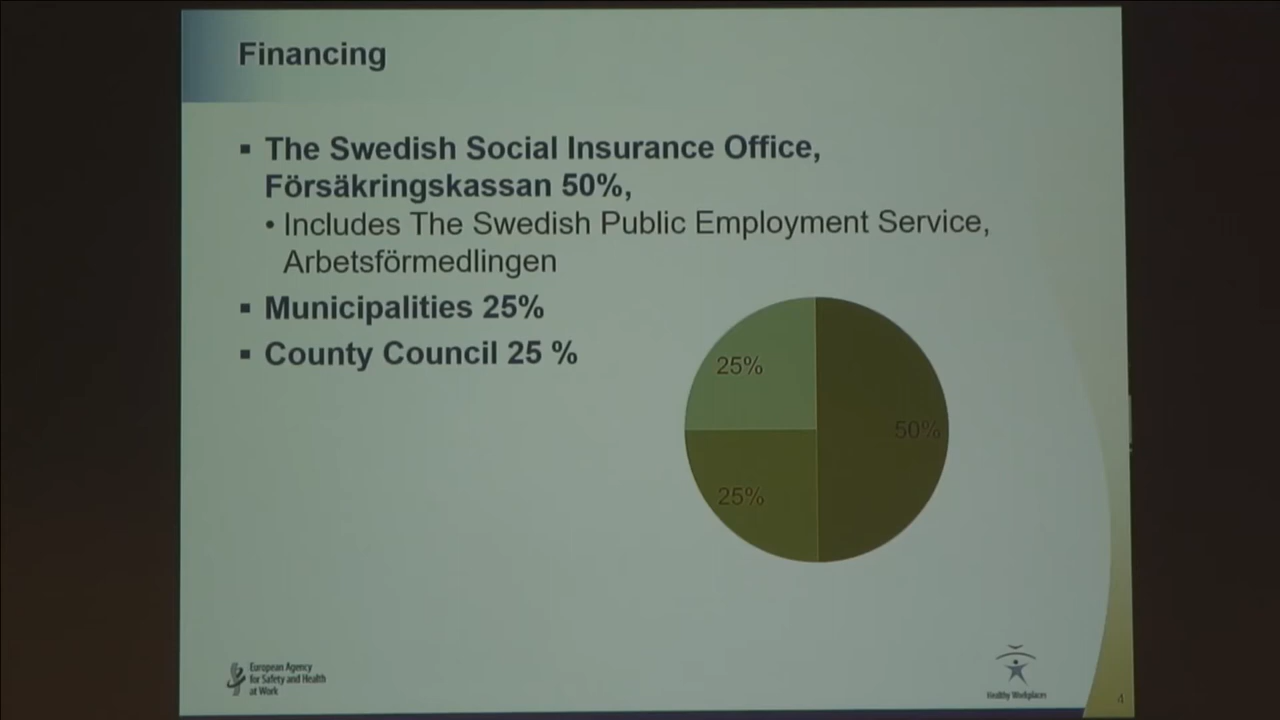 Financing
▪ The Swedish Social Insurance Office,
Försäkringskassan 50%,
• Includes The Swedish Public Employment Service,
Arbetsförmedlingen
▪ Municipalities 25%
▪ County Council 25 %
25%
50%
25%
European Agency
for Safety and Health
at Work
Healthy Workplaces
4